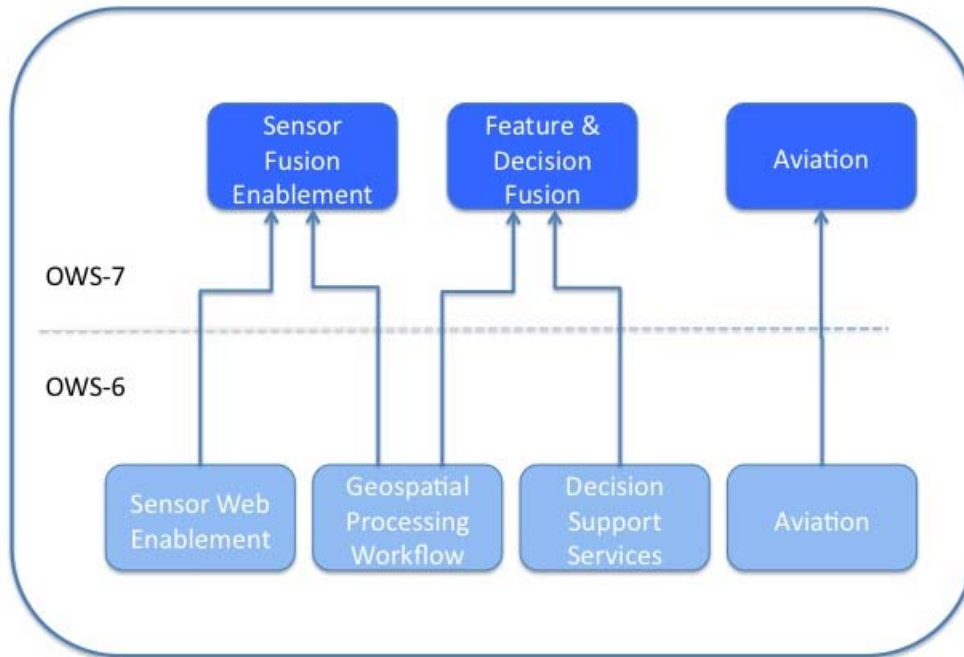 Sensor
Fusion
Enablement
Feature &
Decision
Fusion
Aviation
OWS-7
OWS-6
Sensor Web
Enablement
Geospatial
Processing
Workflow
Decision
Support
Services
Aviation